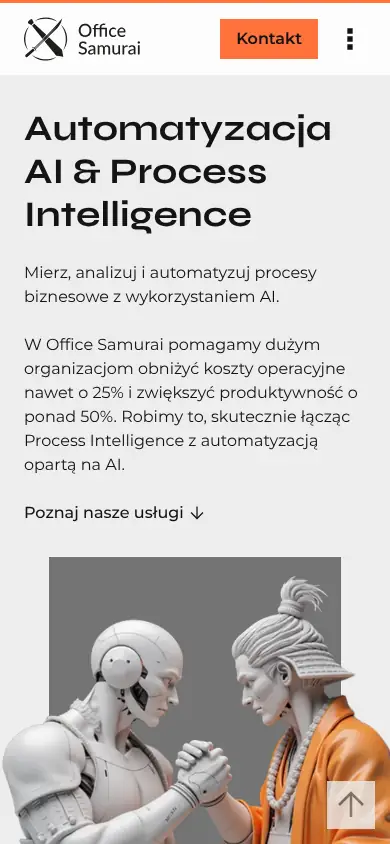 Office
Samurai
Kontakt
Automatyzacja
AI & Process
Intelligence
Mierz, analizuj i automatyzuj procesy
biznesowe z wykorzystaniem AI.
W Office Samurai pomagamy dużym
organizacjom obniżyć koszty operacyjne
nawet o 25% i zwiększyć produktywność o
ponad 50%. Robimy to, skutecznie łącząc
Process Intelligence z automatyzacją
opartą na AI.
Poznaj nasze usługi ↓